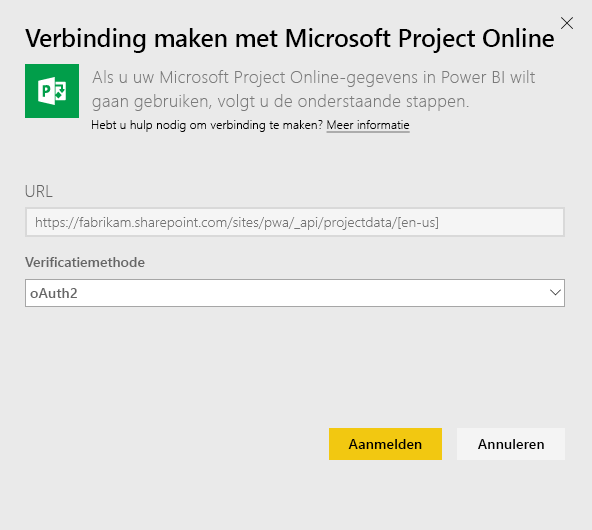 Verbinding maken met Microsoft Project Online
Als u uw Microsoft Project Online-gegevens in Power BI wilt
gaan gebruiken, volgt u de onderstaande stappen.
Hebt u hulp nodig om verbinding te maken? Meer informatie
URL
https://fabrikam.sharepoint.com/sites/pwa/_api/projectdata/[en-us]
Verificatiemethode
oAuth2
Aanmelden Annuleren